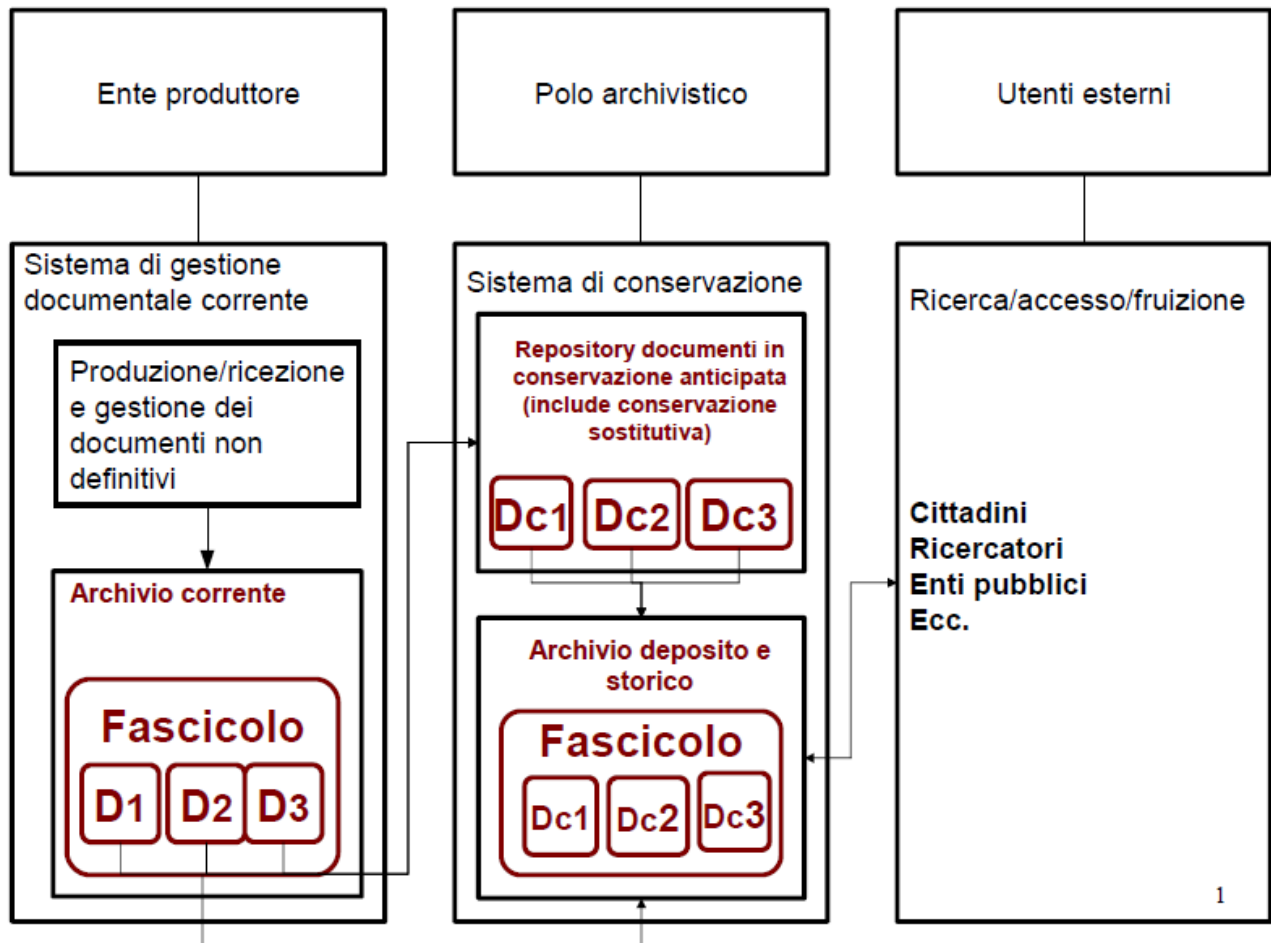 Ente produttore
Polo archivistico
Utenti esterni
Sistema di gestione
documentale corrente
Produzione/ricezione
e gestione dei
documenti non
definitivi
Archivio corrente
Fascicolo
D1
D2
D3
Sistema di conservazione
Repository documenti in
conservazione anticipata
(include conservazione
sostitutiva)
Dc1
Dc2
Dc3
Archivio deposito e
storico
Fascicolo
Dc1
Dc2
Dc3
Ricerca/accesso/fruizione
Cittadini
Ricercatori
Enti pubblici
Ecc.
1